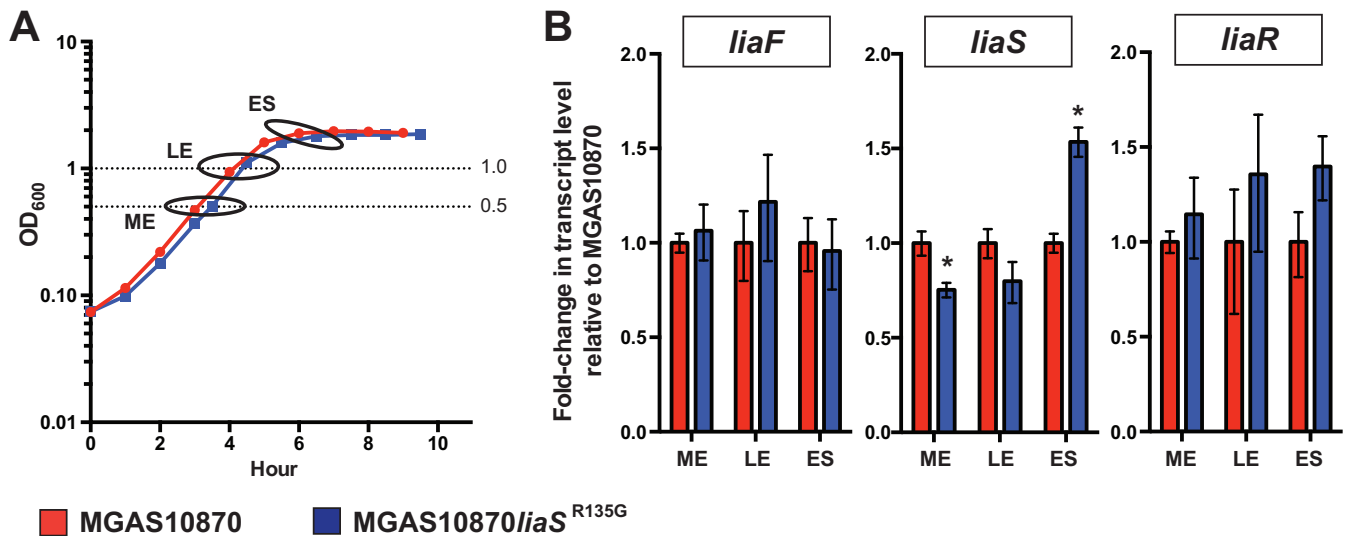 A
10
1
0.10
0.01
OD600
0
2
4
6
8
10
Hour
ES
LE
ME
1.0
0.5
B
Fold-change in transcript level
relative to MGAS10870
liaF
2.0
1.5
1.0
0.5
0.0
ME LE ES
liaS
2.0
1.5
1.0
0.5
0.0
*
*
ME LE ES
liaR
2.0
1.5
1.0
0.5
0.0
ME LE ES
MGAS10870
MGAS10870liaS R135G